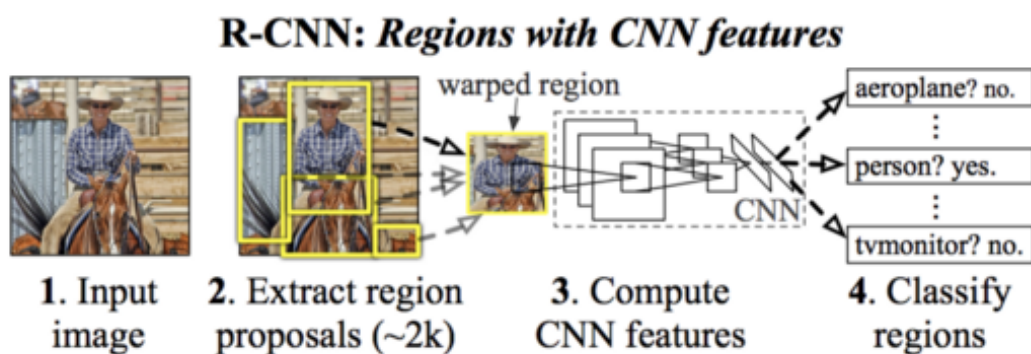 R-CNN: Regions with CNN features
warped region
aeroplane? no.
⋮
person? yes.
⋮
tvmonitor? no.
CNN
1. Input
image
2. Extract region
proposals (~2k)
3. Compute
CNN features
4. Classify
regions